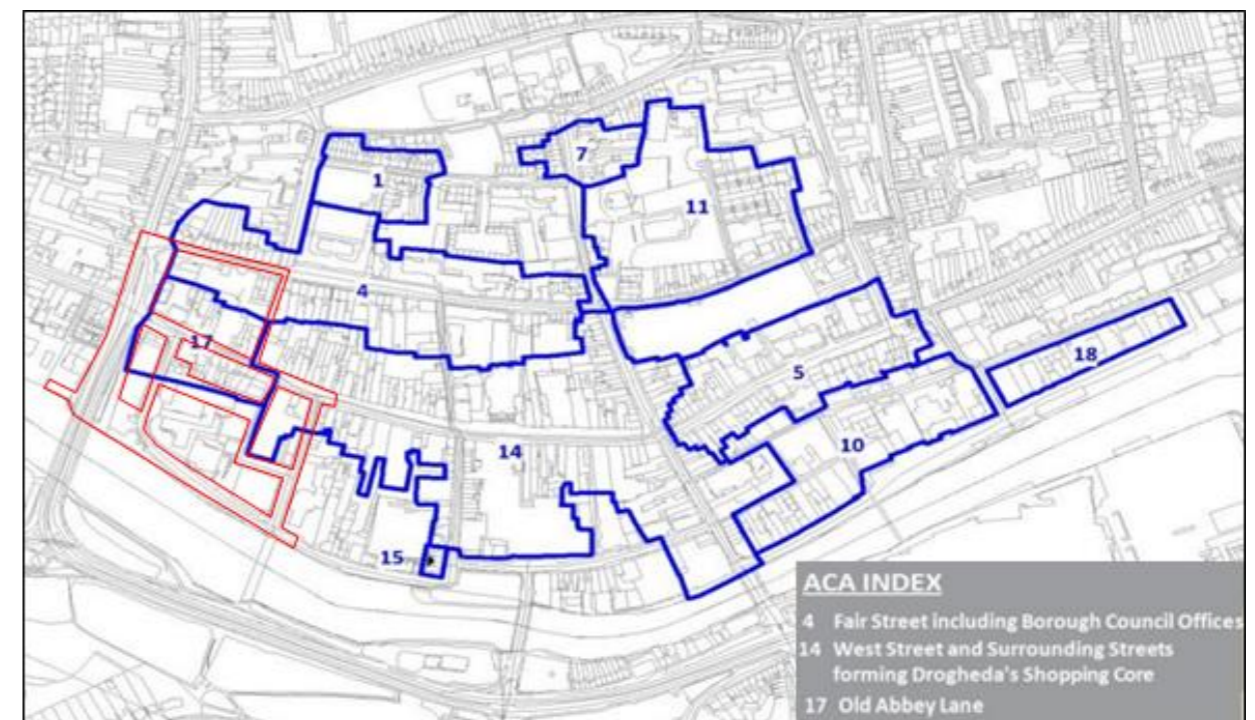 7
1
11
4
17
18
5
14
10
15
ACA INDEX
4 Fair Street including Borough Council Offices
14 West Street and Surrounding Streets
forming Drogheda's Shopping Core
17 Old Abbey Lane